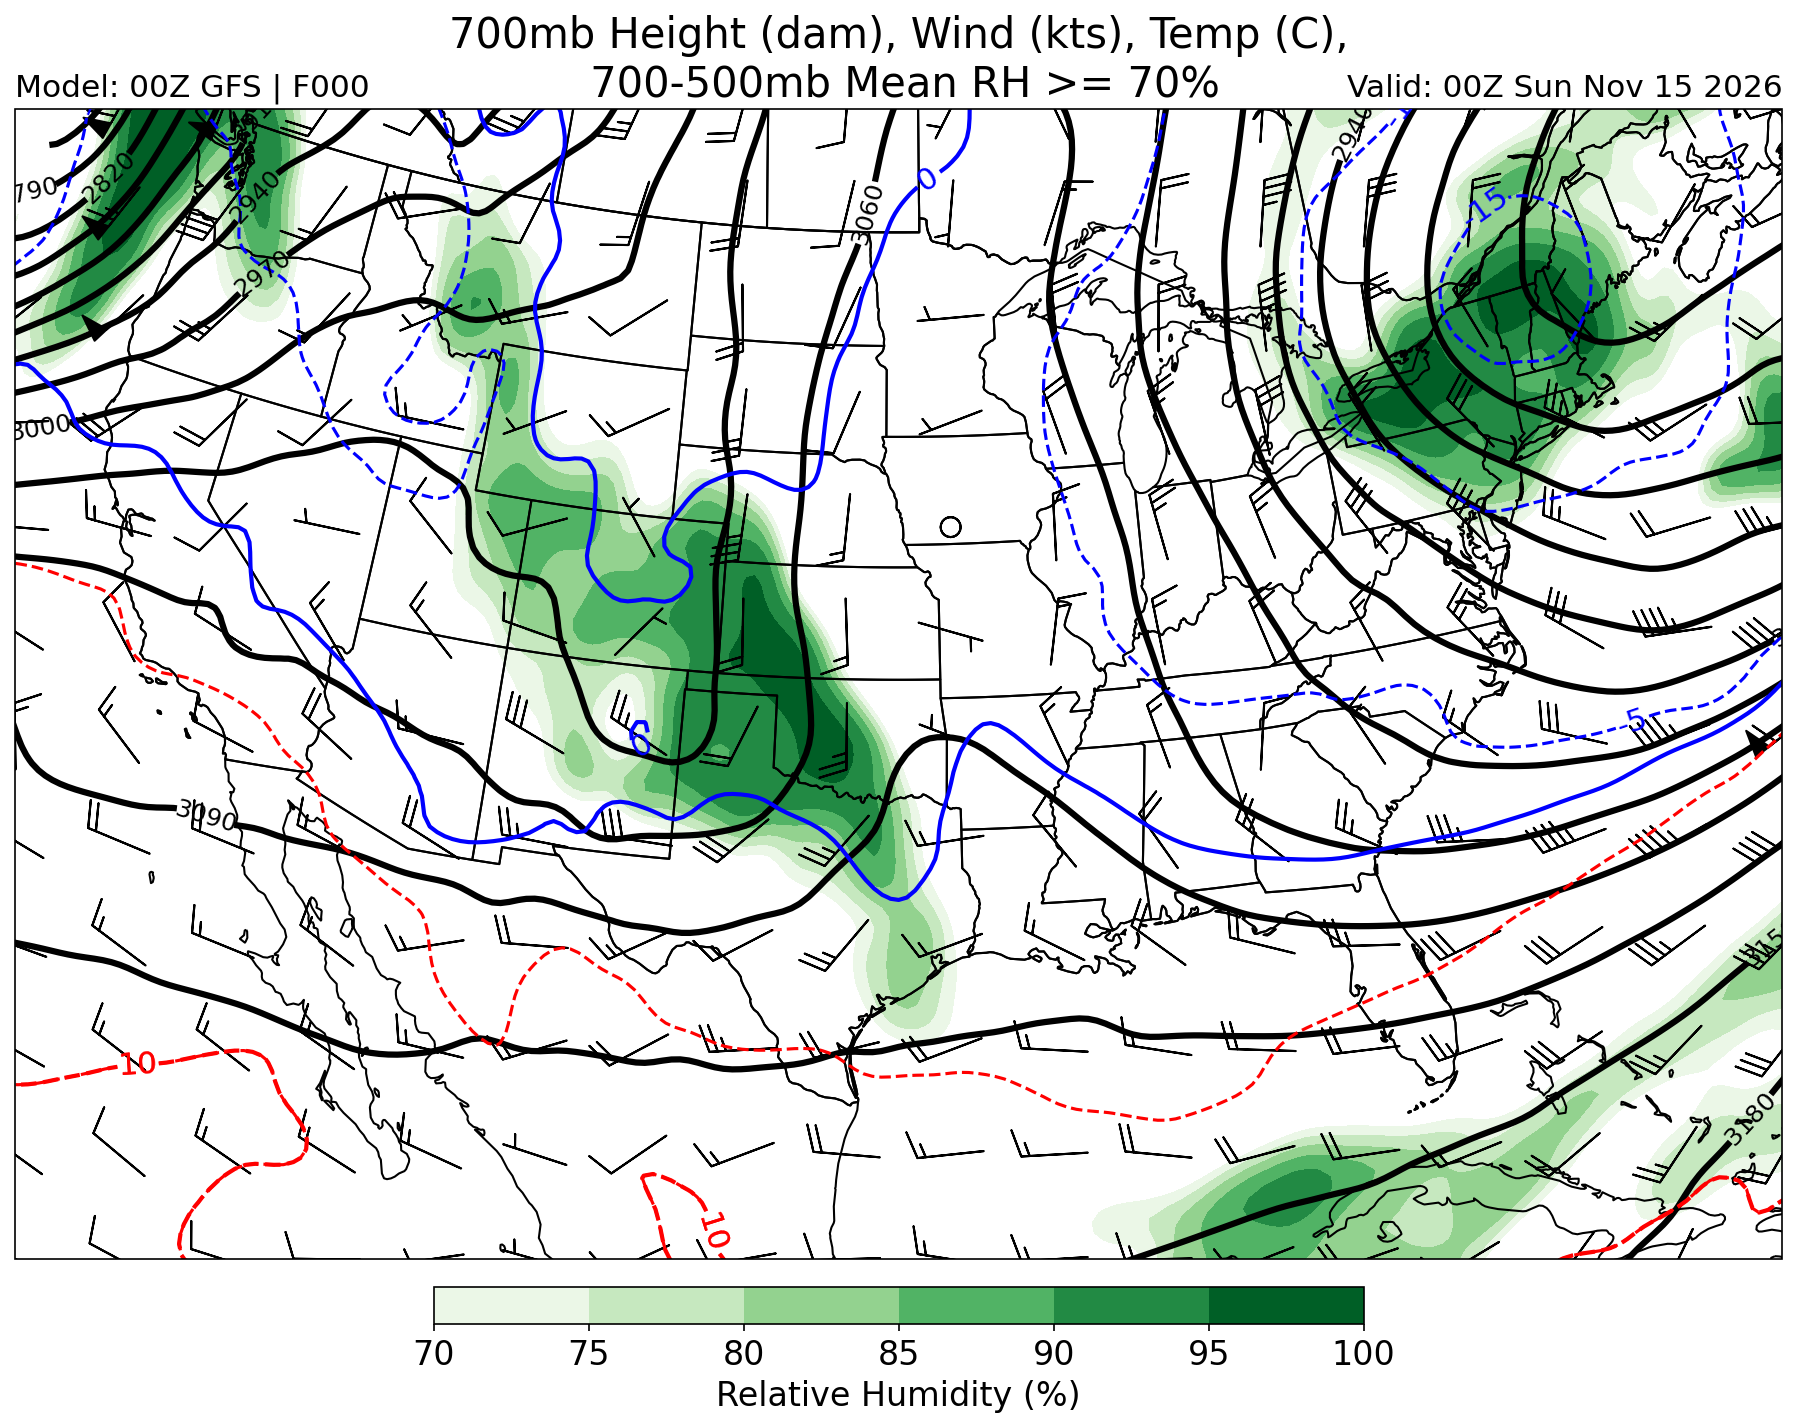 700mb Height (dam), Wind (kts), Temp (C),
700-500mb Mean RH >= 70%
Model: 00Z GFS | F000
Valid: 00Z Sun Nov 15 2026
790
2820
2940
2970
3000
3060
0
2940
-15
-5
3090
6
10
10
3180
70 75 80 85 90 95 100
Relative Humidity (%)